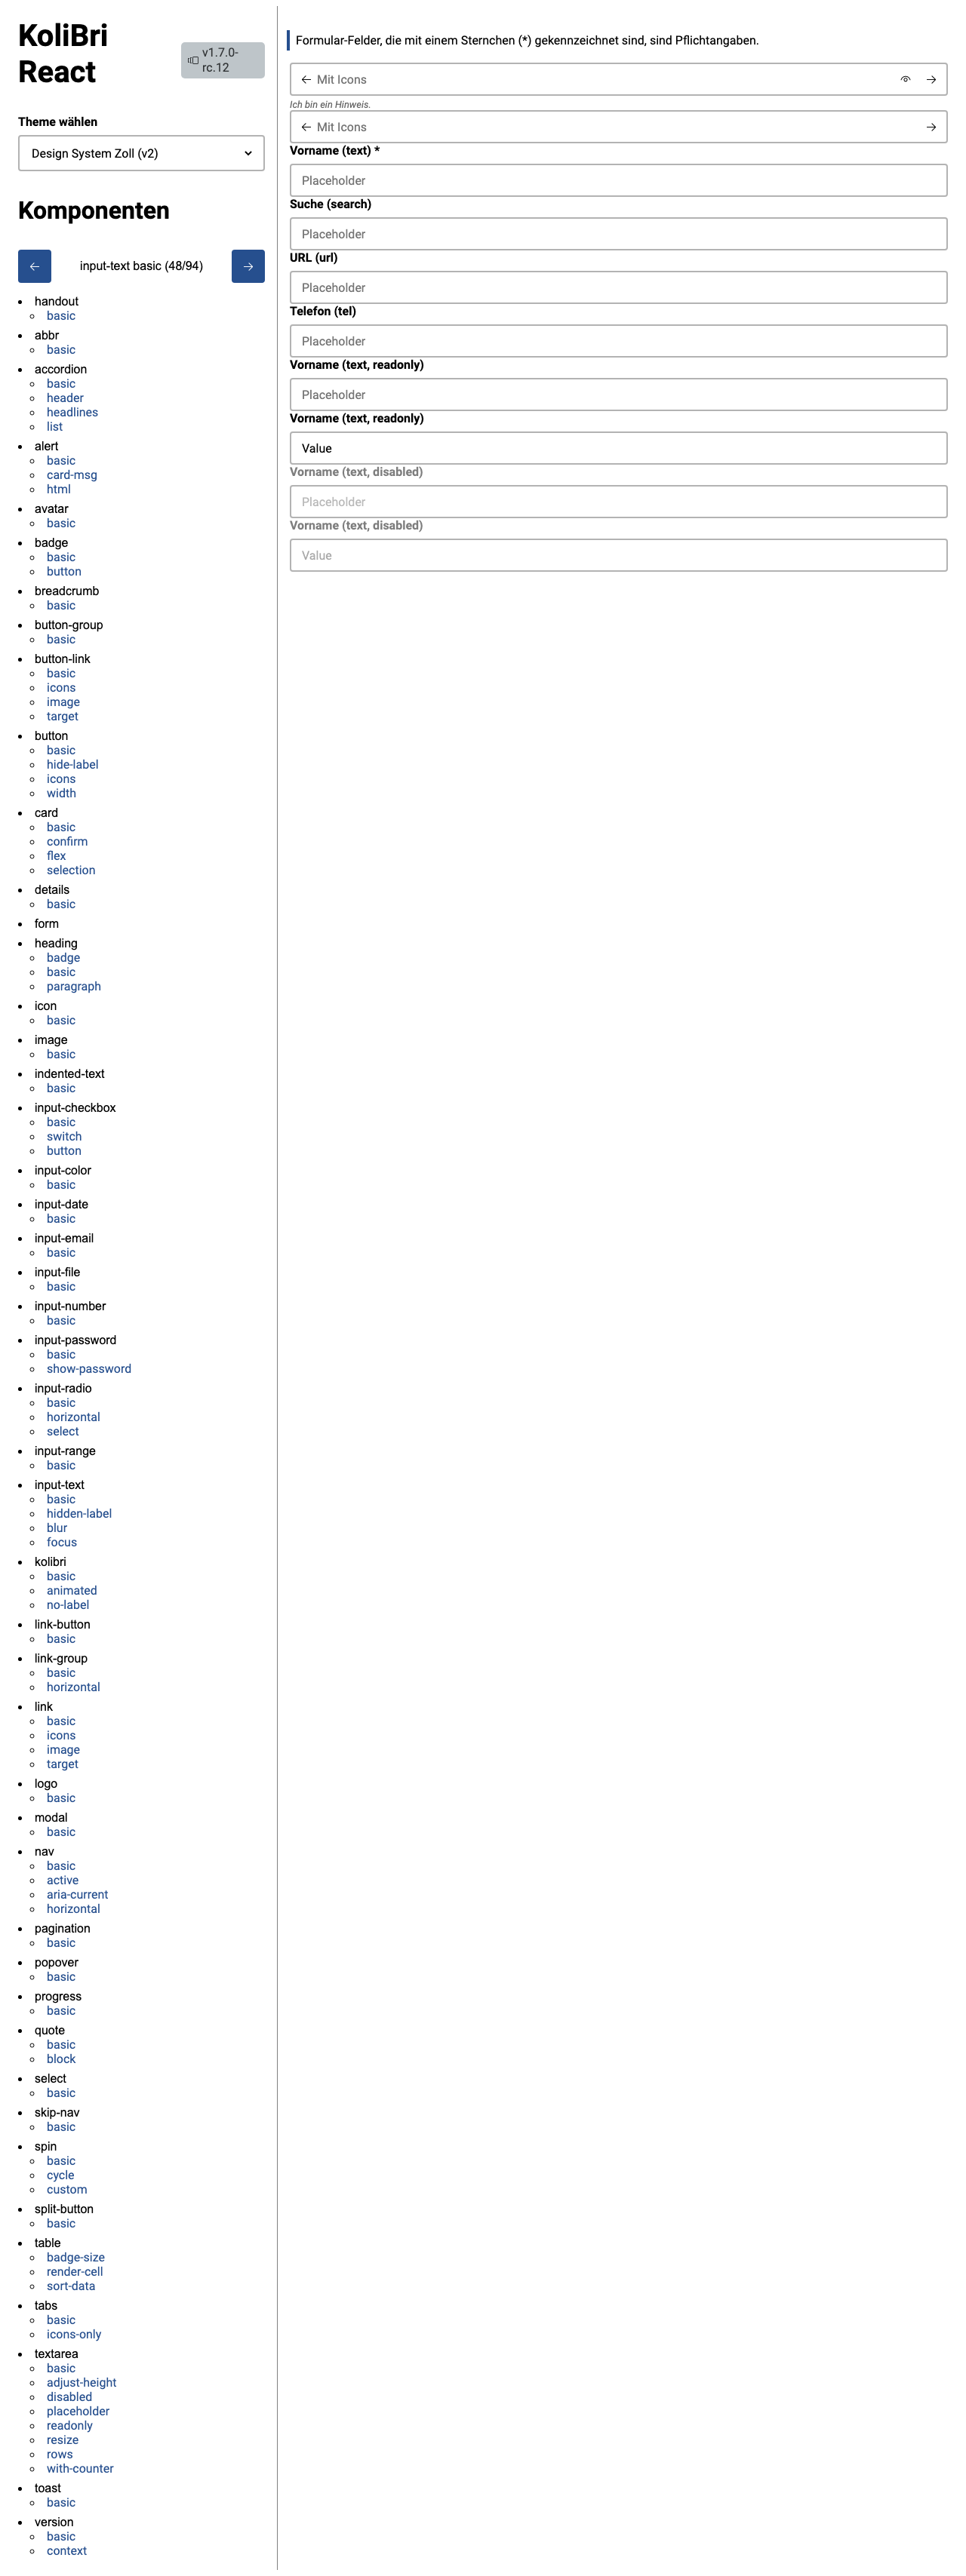 KoliBri
React
v1.7.0-
rc.12
Theme wählen
Design System Zoll (v2)
Komponenten
← input-text basic (48/94) →
handout
basic
abbr
basic
accordion
basic
header
headlines
list
alert
basic
card-msg
html
avatar
basic
badge
basic
button
breadcrumb
basic
button-group
basic
button-link
basic
icons
image
target
button
basic
hide-label
icons
width
card
basic
confirm
flex
selection
details
basic
form
heading
badge
basic
paragraph
icon
basic
image
basic
indented-text
basic
input-checkbox
basic
switch
button
input-color
basic
input-date
basic
input-email
basic
input-file
basic
input-number
basic
input-password
basic
show-password
input-radio
basic
horizontal
select
input-range
basic
input-text
basic
hidden-label
blur
focus
kolibri
basic
animated
no-label
link-button
basic
link-group
basic
horizontal
link
basic
icons
image
target
logo
basic
modal
basic
nav
basic
active
aria-current
horizontal
pagination
basic
popover
basic
progress
basic
quote
basic
block
select
basic
skip-nav
basic
spin
basic
cycle
custom
split-button
basic
table
badge-size
render-cell
sort-data
tabs
basic
icons-only
textarea
basic
adjust-height
disabled
placeholder
readonly
resize
rows
with-counter
toast
basic
version
basic
context
Formular-Felder, die mit einem Sternchen (*) gekennzeichnet sind, sind Pflichtangaben.
← Mit Icons →
Ich bin ein Hinweis.
← Mit Icons →
Vorname (text) *
Placeholder
Suche (search)
Placeholder
URL (url)
Placeholder
Telefon (tel)
Placeholder
Vorname (text, readonly)
Placeholder
Vorname (text, readonly)
Value
Vorname (text, disabled)
Placeholder
Vorname (text, disabled)
Value